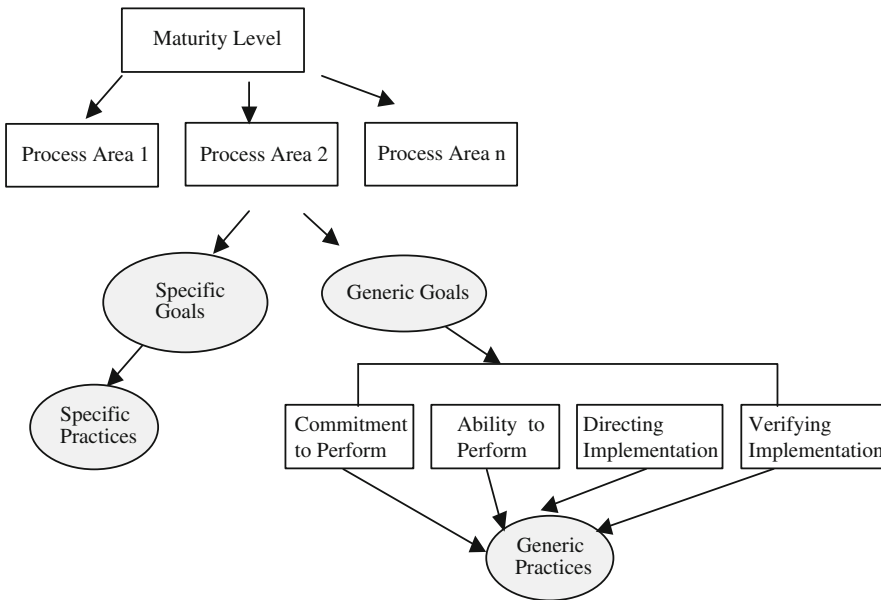 Maturity Level
Process Area 1
Process Area 2
Process Area n
Specific
Goals
Generic Goals
Specific
Practices
Commitment
to Perform
Ability to
Perform
Directing
Implementation
Verifying
Implementation
Generic
Practices